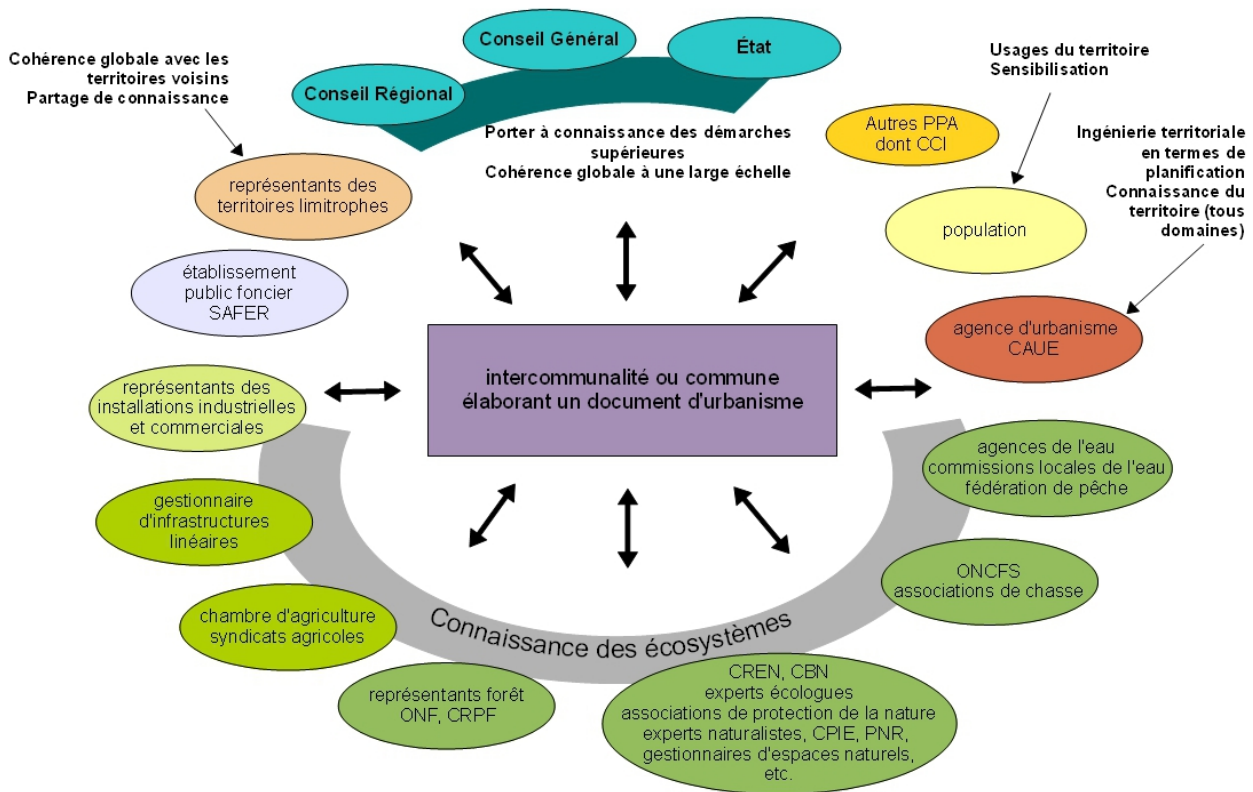 Conseil Général
État
Conseil Régional
Cohérence globale avec les
territoires voisins
Partage de connaissance
Usages du territoire
Sensibilisation
Porter à connaissance des démarches
supérieures
Cohérence globale à une large échelle
Autres PPA
dont CCI
Ingénierie territoriale
en termes de
planification
Connaissance du
territoire (tous
domaines)
représentants des
territoires limitrophes
population
établissement
public foncier
SAFER
agence d'urbanisme
CAUE
intercommunalité ou commune
élaborant un document d'urbanisme
représentants des
installations industrielles
et commerciales
agences de l'eau
commissions locales de l'eau
fédération de pêche
gestionnaire
d'infrastructures
linéaires
ONCFS
associations de chasse
chambre d'agriculture
syndicats agricoles
Connaissance des écosystèmes
représentants forêt
ONF, CRPF
CREN, CBN
experts écologues
associations de protection de la nature
experts naturalistes, CPIE, PNR,
gestionnaires d'espaces naturels,
etc.